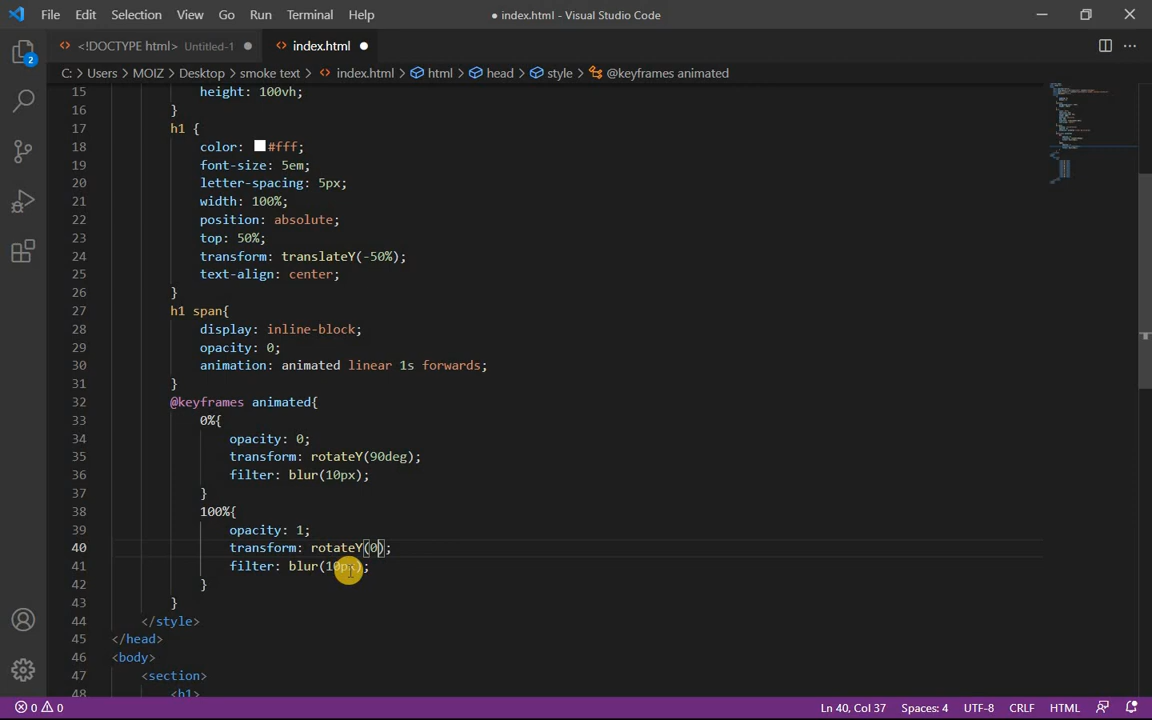 File Edit Selection View Go Run Terminal Help
● index.html - Visual Studio Code
<!DOCTYPE html> Untitled-1 ●
index.html ●
C: > Users > MOIZ > Desktop > smoke text > index.html > html > head > style > @keyframes animated
2
15 height: 100vh;
16 }
17 h1 {
18 color: #fff;
19 font-size: 5em;
20 letter-spacing: 5px;
21 width: 100%;
22 position: absolute;
23 top: 50%;
24 transform: translateY(-50%);
25 text-align: center;
26 }
27 h1 span{
28 display: inline-block;
29 opacity: 0;
30 animation: animated linear 1s forwards;
31 }
32 @keyframes animated{
33 0%{
34 opacity: 0;
35 transform: rotateY(90deg);
36 filter: blur(10px);
37 }
38 100%{
39 opacity: 1;
40 transform: rotateY(0);
41 filter: blur(10px);
42 }
43 }
44 </style>
45 </head>
46 <body>
47 <section>
48 <h1>
0 0 Ln 40, Col 37 Spaces: 4 UTF-8 CRLF HTML